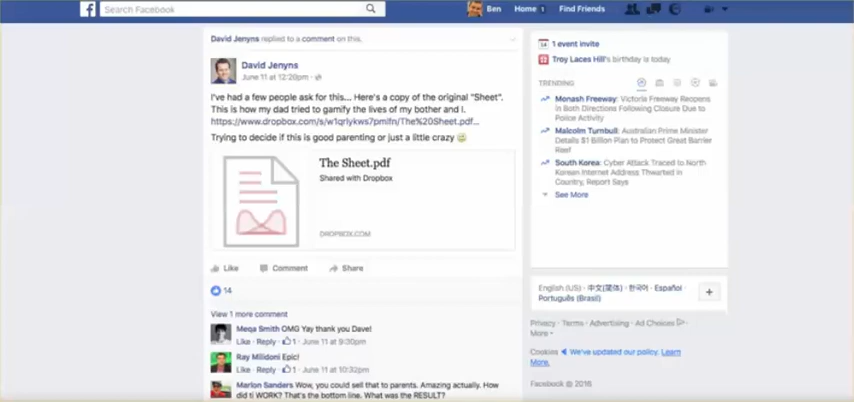 f Search Facebook
Ben Home 1 Find Friends
David Jenyns replied to a comment on this.
David Jenyns
June 11 at 12:20pm ·
I've had a few people ask for this... Here's a copy of the original "Sheet".
This is how my dad tried to gamify the lives of my bother and I.
https://www.dropbox.com/s/w1qrlykws7pmifn/The%20Sheet.pdf...
Trying to decide if this is good parenting or just a little crazy
The Sheet.pdf
Shared with Dropbox
DROPBOX.COM
Like Comment Share
14
View 1 more comment
Meqa Smith OMG Yay thank you Dave!
Like · Reply · 1 · June 11 at 9:30pm
Ray Milidoni Epic!
Like · Reply · 1 · June 11 at 10:32pm
Marlon Sanders Wow, you could sell that to parents. Amazing actually. How
did ti WORK? That's the bottom line. What was the RESULT?
14 1 event invite
Troy Laces Hill's birthday is today
TRENDING
Monash Freeway: Victoria Freeway Reopens
in Both Directions Following Closure Due to
Police Activity
Malcolm Turnbull: Australian Prime Minister
Details $1 Billion Plan to Protect Great Barrier
Reef
South Korea: Cyber Attack Traced to North
Korean Internet Address Thwarted in
Country, Report Says
See More
English (US) · 中文(简体) · 한국어 · Español ·
Português (Brasil)
+
Privacy · Terms · Advertising · Ad Choices ·
More
Cookies We've updated our policy. Learn
More.
Facebook © 2016